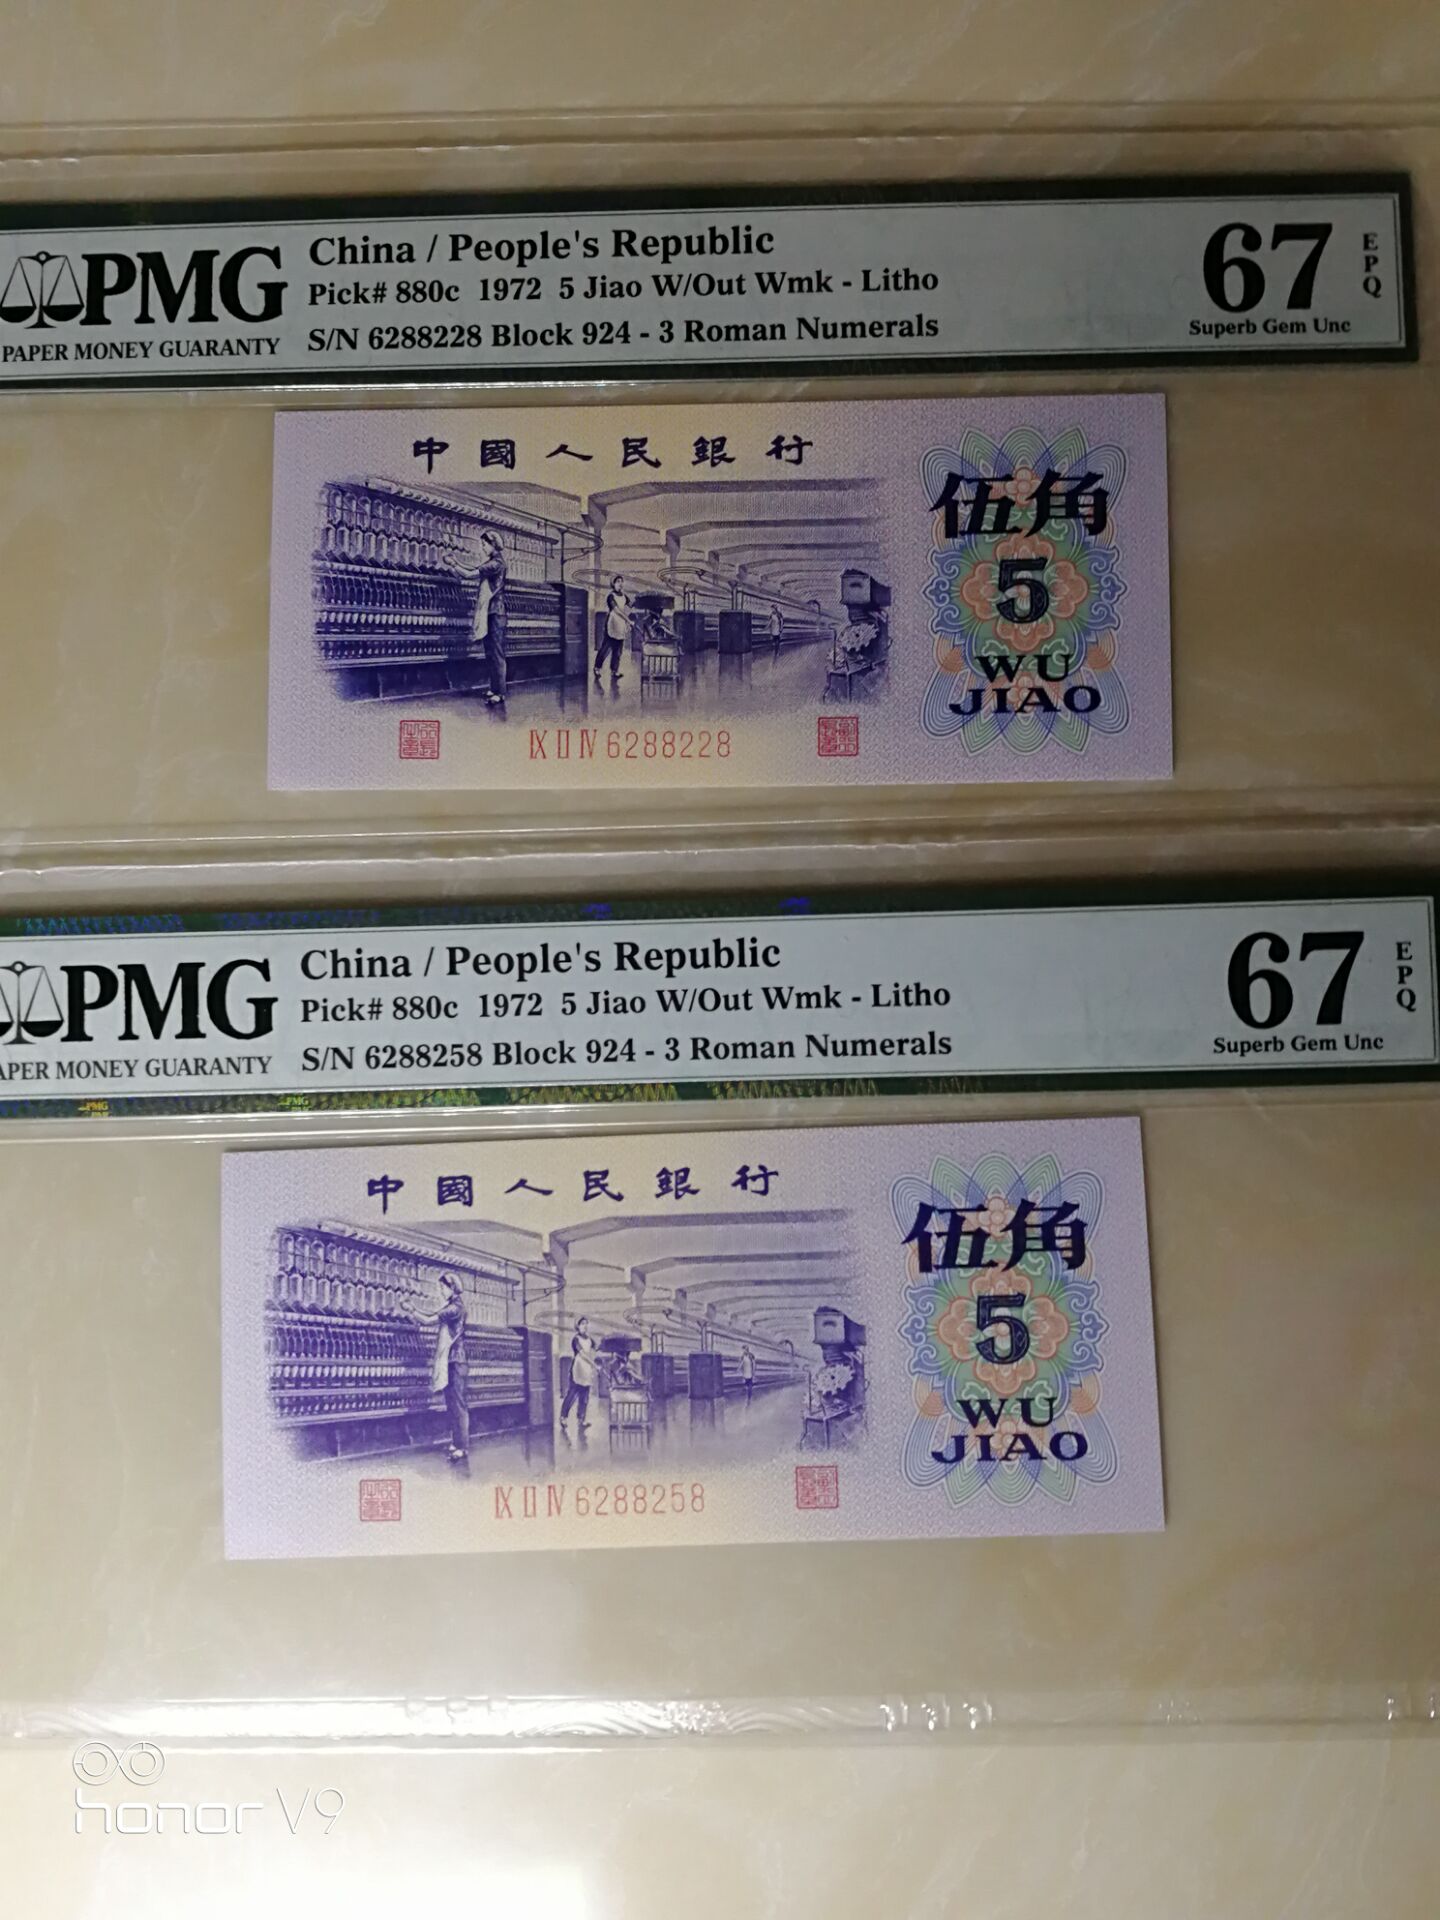 PMG
PAPER MONEY GUARANTY
China / People's Republic
Pick# 880c 1972 5 Jiao W/Out Wmk - Litho
S/N 6288228 Block 924 - 3 Roman Numerals
67
EPQ
Superb Gem Unc
中國人民銀行
伍角
5
WU
JIAO
IX II IV 6288228
PMG
PAPER MONEY GUARANTY
China / People's Republic
Pick# 880c 1972 5 Jiao W/Out Wmk - Litho
S/N 6288258 Block 924 - 3 Roman Numerals
67
EPQ
Superb Gem Unc
中國人民銀行
伍角
5
WU
JIAO
IX II IV 6288258
PMG
PMG
honor V9